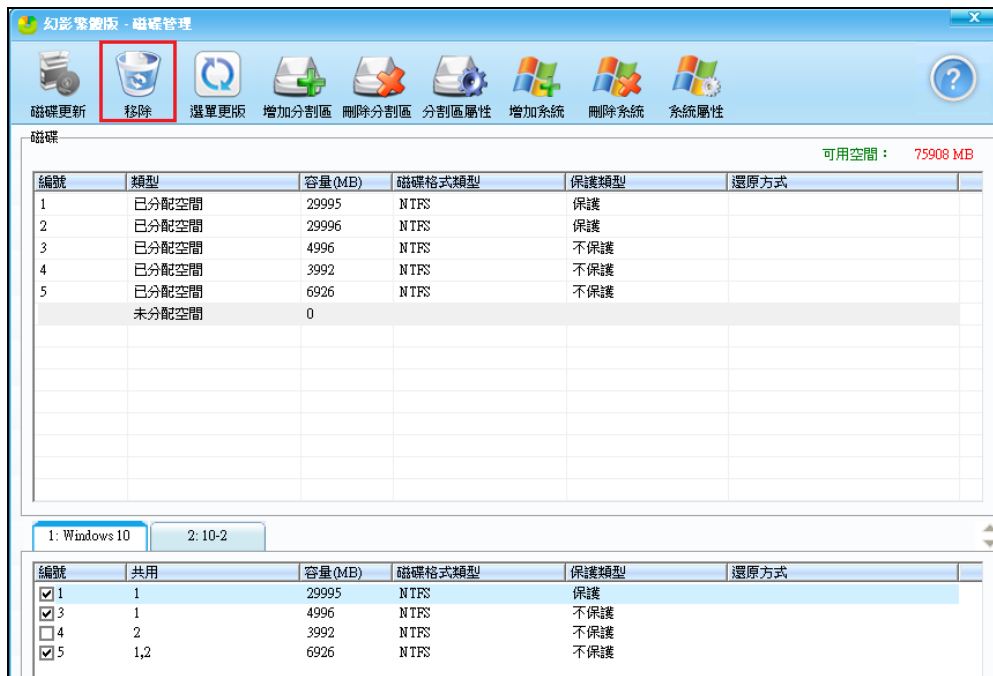 幻影繁體版 - 磁碟管理
磁碟更新 移除 選單更版 增加分割區 刪除分割區 分割區屬性 增加系統 刪除系統 系統屬性
磁碟
可用空間： 75908 MB
編號 類型 容量(MB) 磁碟格式類型 保護類型 還原方式
1 已分配空間 29995 NTFS 保護
2 已分配空間 29996 NTFS 保護
3 已分配空間 4996 NTFS 不保護
4 已分配空間 3992 NTFS 不保護
5 已分配空間 6926 NTFS 不保護
未分配空間 0
1: Windows 10 2: 10-2
編號 共用 容量(MB) 磁碟格式類型 保護類型 還原方式
1 1 29995 NTFS 保護
3 1 4996 NTFS 不保護
4 2 3992 NTFS 不保護
5 1,2 6926 NTFS 不保護